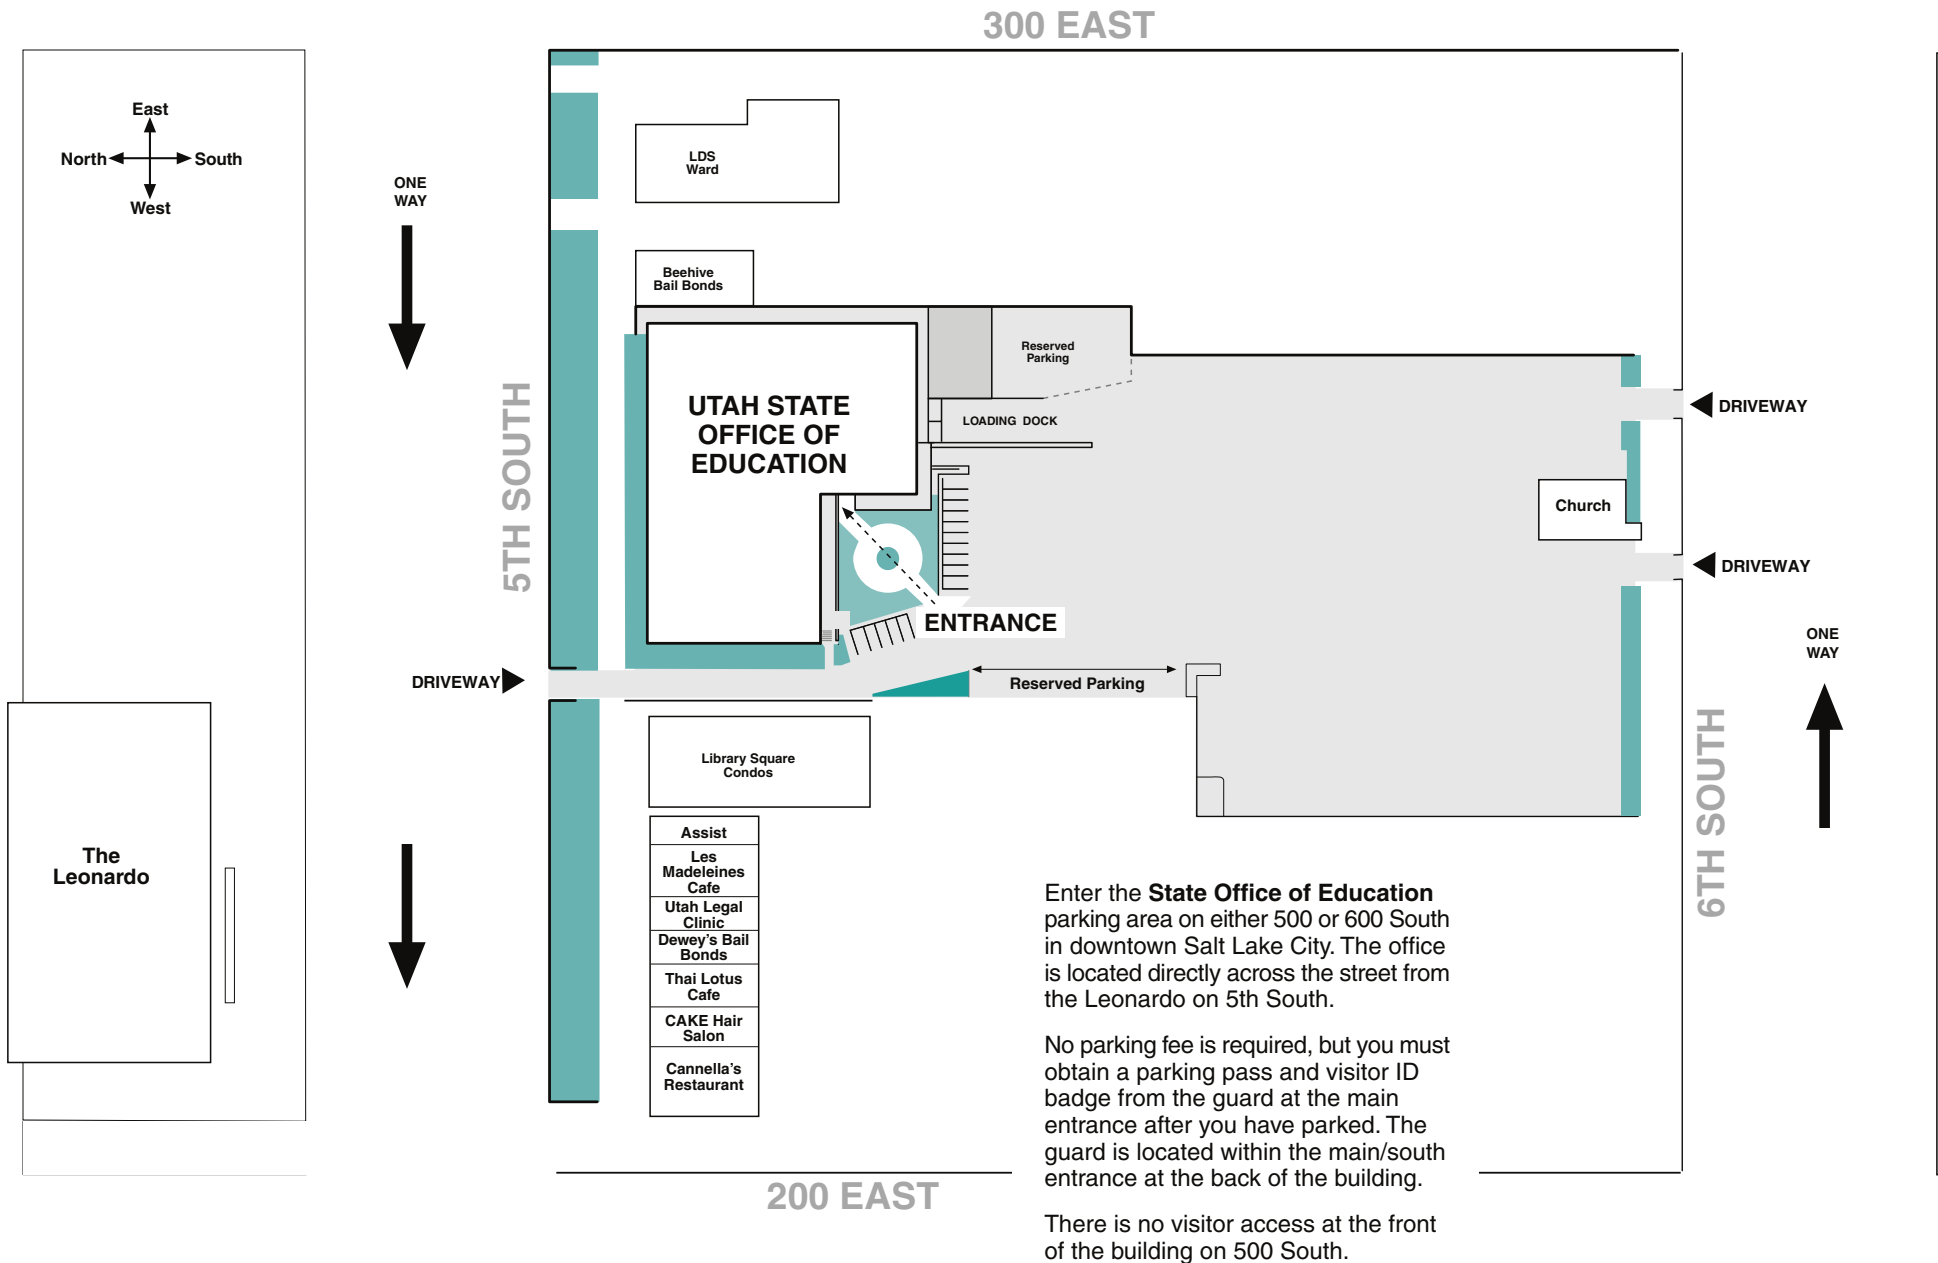 300 EAST
East
North
South
West
ONE
WAY
LDS
Ward
Beehive
Bail Bonds
Reserved
Parking
LOADING DOCK
UTAH STATE
OFFICE OF
EDUCATION
5TH SOUTH
DRIVEWAY
Church
DRIVEWAY
ENTRANCE
ONE
WAY
DRIVEWAY
Reserved Parking
6TH SOUTH
Library Square
Condos
The
Leonardo
Assist
Les
Madeleines
Cafe
Utah Legal
Clinic
Dewey's Bail
Bonds
Thai Lotus
Cafe
CAKE Hair
Salon
Cannella's
Restaurant
Enter the State Office of Education
parking area on either 500 or 600 South
in downtown Salt Lake City. The office
is located directly across the street from
the Leonardo on 5th South.
No parking fee is required, but you must
obtain a parking pass and visitor ID
badge from the guard at the main
entrance after you have parked. The
guard is located within the main/south
entrance at the back of the building.
There is no visitor access at the front
of the building on 500 South.
200 EAST